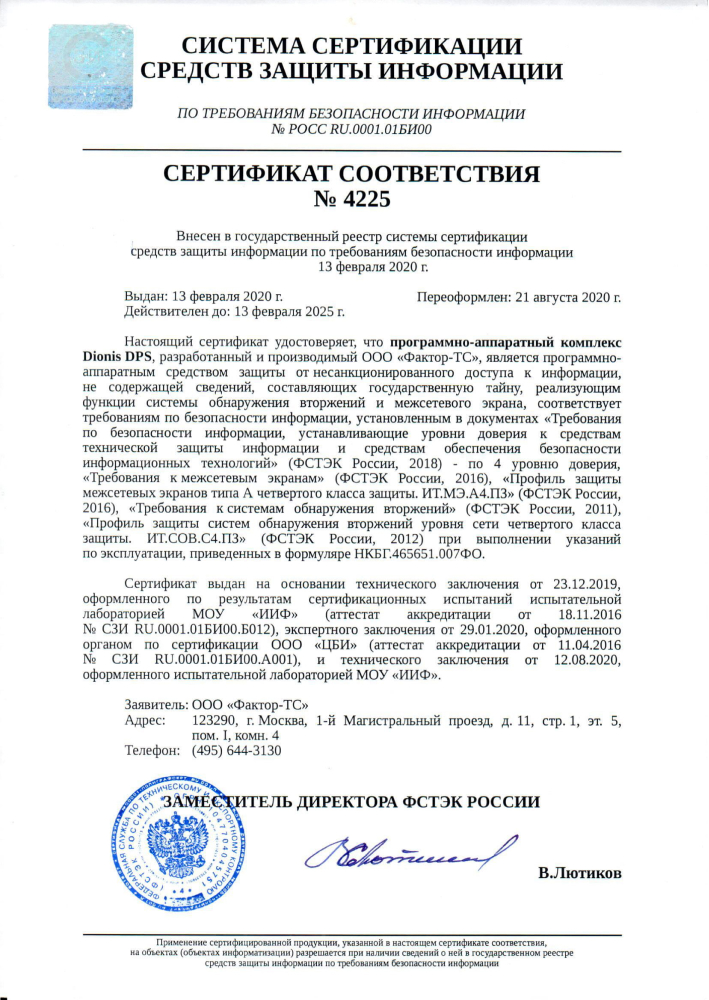 СИСТЕМА СЕРТИФИКАЦИИ
СРЕДСТВ ЗАЩИТЫ ИНФОРМАЦИИ
ПО ТРЕБОВАНИЯМ БЕЗОПАСНОСТИ ИНФОРМАЦИИ
№ РОСС RU.0001.01БИ00
СЕРТИФИКАТ СООТВЕТСТВИЯ
№ 4225
Внесен в государственный реестр системы сертификации
средств защиты информации по требованиям безопасности информации
13 февраля 2020 г.
Выдан: 13 февраля 2020 г. Переоформлен: 21 августа 2020 г.
Действителен до: 13 февраля 2025 г.
Настоящий сертификат удостоверяет, что программно-аппаратный комплекс
Dionis DPS, разработанный и производимый ООО «Фактор-ТС», является программно-
аппаратным средством защиты от несанкционированного доступа к информации,
не содержащей сведений, составляющих государственную тайну, реализующим
функции системы обнаружения вторжений и межсетевого экрана, соответствует
требованиям по безопасности информации, установленным в документах «Требования
по безопасности информации, устанавливающие уровни доверия к средствам
технической защиты информации и средствам обеспечения безопасности
информационных технологий» (ФСТЭК России, 2018) - по 4 уровню доверия,
«Требования к межсетевым экранам» (ФСТЭК России, 2016), «Профиль защиты
межсетевых экранов типа А четвертого класса защиты. ИТ.МЭ.А4.ПЗ» (ФСТЭК России,
2016), «Требования к системам обнаружения вторжений» (ФСТЭК России, 2011),
«Профиль защиты систем обнаружения вторжений уровня сети четвертого класса
защиты. ИТ.СОВ.С4.ПЗ» (ФСТЭК России, 2012) при выполнении указаний
по эксплуатации, приведенных в формуляре НКБГ.465651.007ФО.
Сертификат выдан на основании технического заключения от 23.12.2019,
оформленного по результатам сертификационных испытаний испытательной
лабораторией МОУ «ИИФ» (аттестат аккредитации от 18.11.2016
№ СЗИ RU.0001.01БИ00.Б012), экспертного заключения от 29.01.2020, оформленного
органом по сертификации ООО «ЦБИ» (аттестат аккредитации от 11.04.2016
№ СЗИ RU.0001.01БИ00.А001), и технического заключения от 12.08.2020,
оформленного испытательной лабораторией МОУ «ИИФ».
Заявитель: ООО «Фактор-ТС»
Адрес: 123290, г. Москва, 1-й Магистральный проезд, д. 11, стр. 1, эт. 5,
пом. I, комн. 4
Телефон: (495) 644-3130
ЗАМЕСТИТЕЛЬ ДИРЕКТОРА ФСТЭК РОССИИ
ФЕДЕРАЛЬНАЯ СЛУЖБА ПО ТЕХНИЧЕСКОМУ И ЭКСПОРТНОМУ КОНТРОЛЮ
(ФСТЭК РОССИИ)
В.Лютиков
Применение сертифицированной продукции, указанной в настоящем сертификате соответствия,
на объектах (объектах информатизации) разрешается при наличии сведений о ней в государственном реестре
средств защиты информации по требованиям безопасности информации